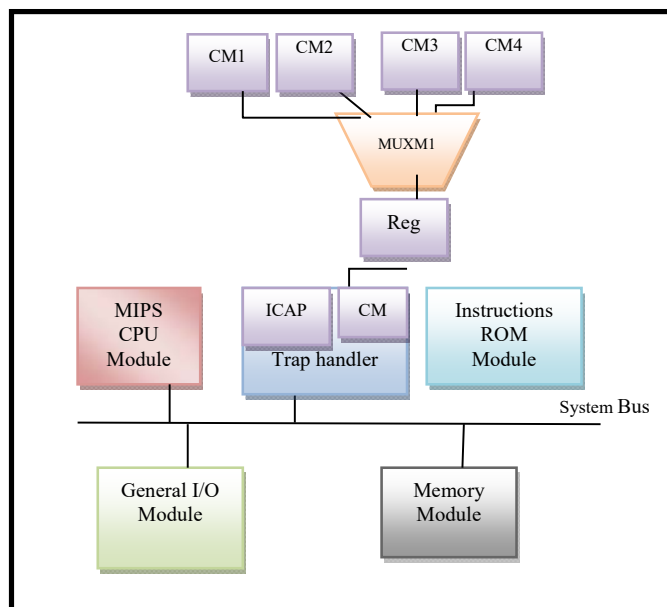 CM1
CM2
CM3
CM4
MUXM1
Reg
MIPS
CPU
Module
ICAP
CM
Trap handler
Instructions
ROM
Module
System Bus
General I/O
Module
Memory
Module